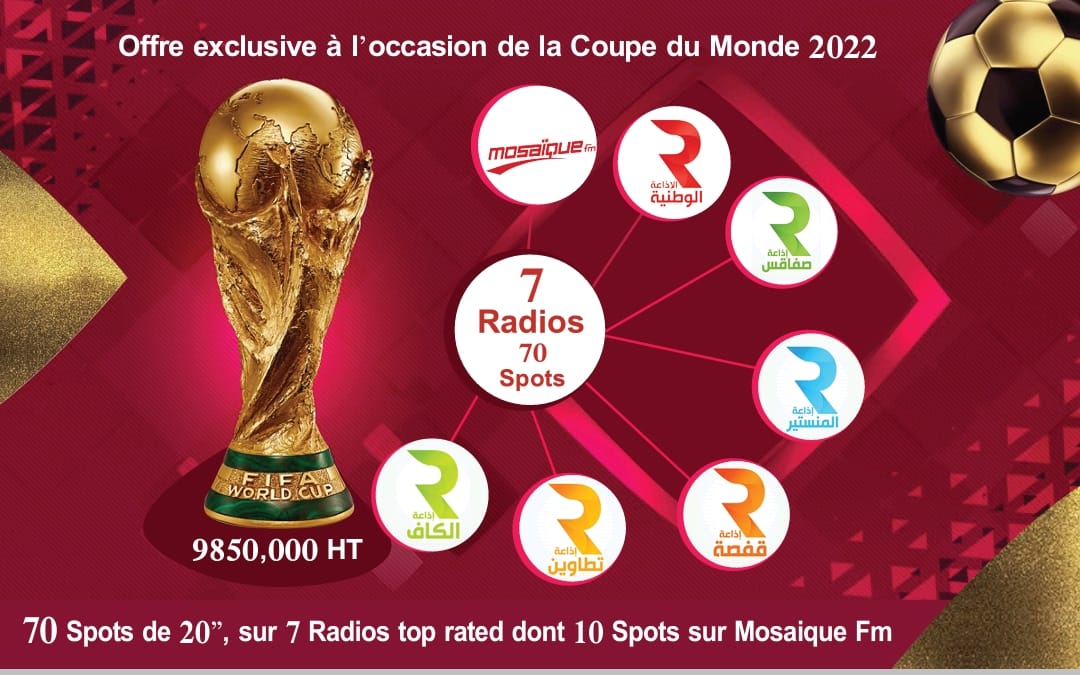 Offre exclusive à l'occasion de la Coupe du Monde 2022
mosaïque fm
الإذاعة
الوطنية
إذاعة
صفاقس
7
Radios
70
Spots
إذاعة
المنستير
إذاعة
الكاف
إذاعة
تطاوين
إذاعة
قفصة
FIFA
WORLD CUP
9850,000 HT
70 Spots de 20”, sur 7 Radios top rated dont 10 Spots sur Mosaique Fm